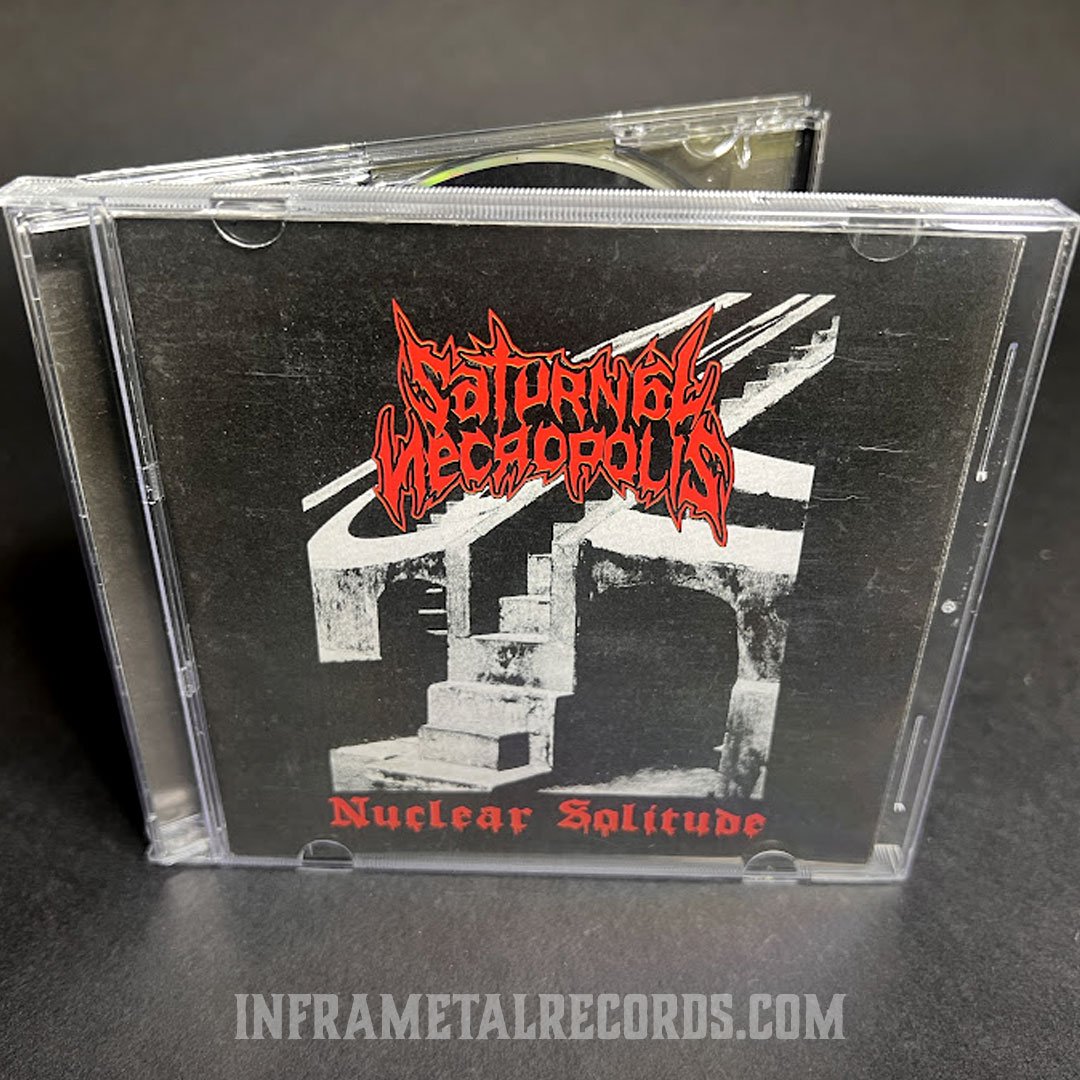 Saturnal
Necropolis
Nuclear Solitude
INFRAMETALRECORDS.COM